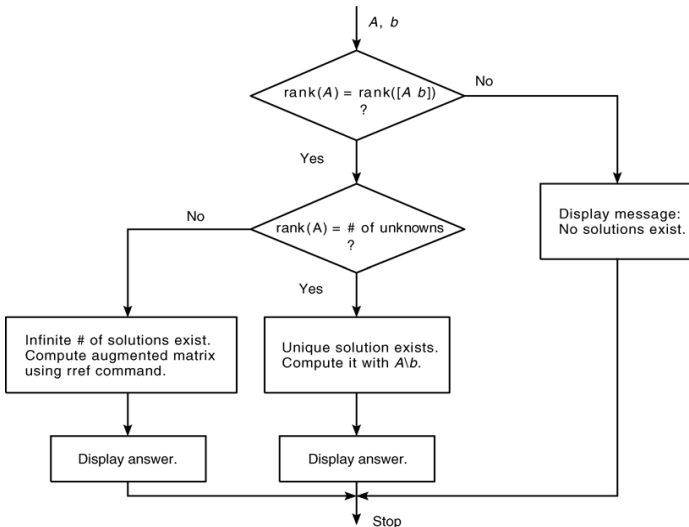 A, b
rank(A) = rank([A b])
?
No
Yes
rank(A) = # of unknowns
?
No
Display message:
No solutions exist.
Yes
Infinite # of solutions exist.
Compute augmented matrix
using rref command.
Unique solution exists.
Compute it with A\b.
Display answer.
Display answer.
Stop